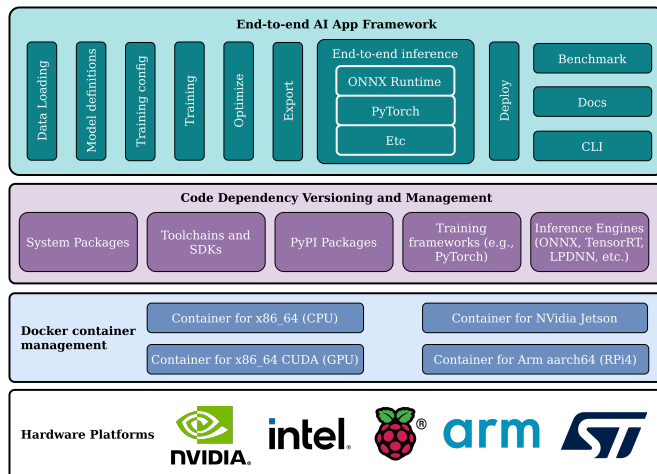 End-to-end AI App Framework
Data Loading
Model definitions
Training config
Training
Optimize
Export
End-to-end inference
ONNX Runtime
PyTorch
Etc
Deploy
Benchmark
Docs
CLI
Code Dependency Versioning and Management
System Packages
Toolchains and
SDKs
PyPI Packages
Training
frameworks (e.g.,
PyTorch)
Inference Engines
(ONNX, TensorRT,
LPDNN, etc.)
Docker container
management
Container for x86_64 (CPU)
Container for NVidia Jetson
Container for x86_64 CUDA (GPU)
Container for Arm aarch64 (RPi4)
Hardware Platforms
NVIDIA.
intel.
®
arm
ST